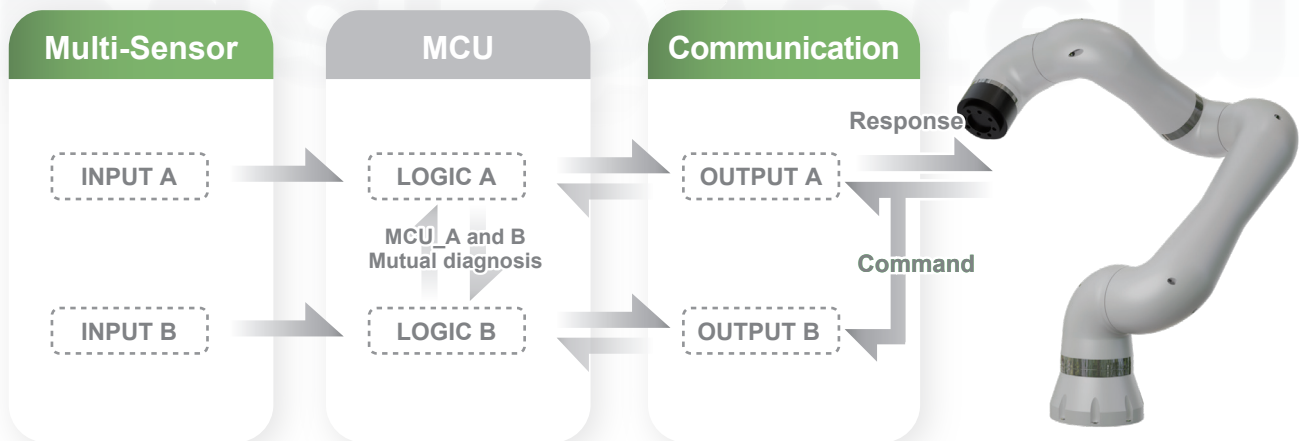 Multi-Sensor
MCU
Communication
Response
INPUT A
LOGIC A
OUTPUT A
MCU_A and B
Mutual diagnosis
Command
INPUT B
LOGIC B
OUTPUT B